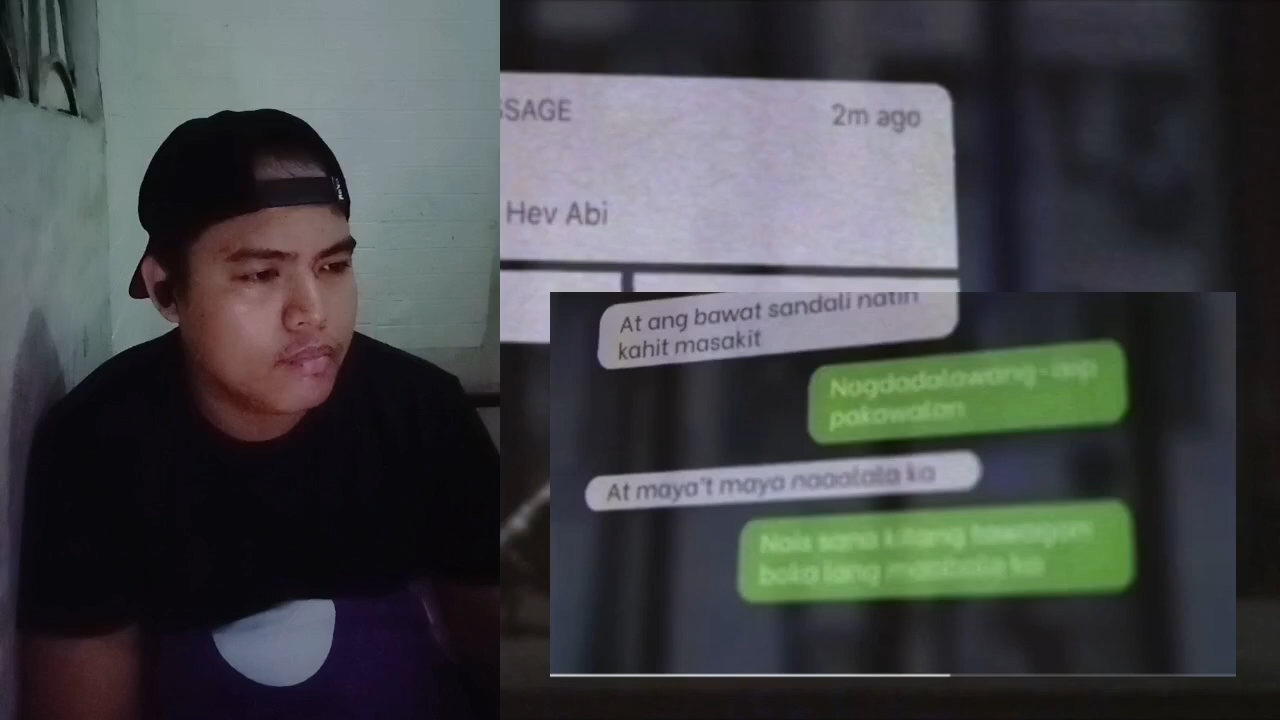 SSAGE
2m ago
Hev Abi
At ang bawat sandali natin
kahit masakit
Nagdadalawang-isip
pakawalan
At maya't maya naaalala ka
Nais sana kitang tawagan
baka lang